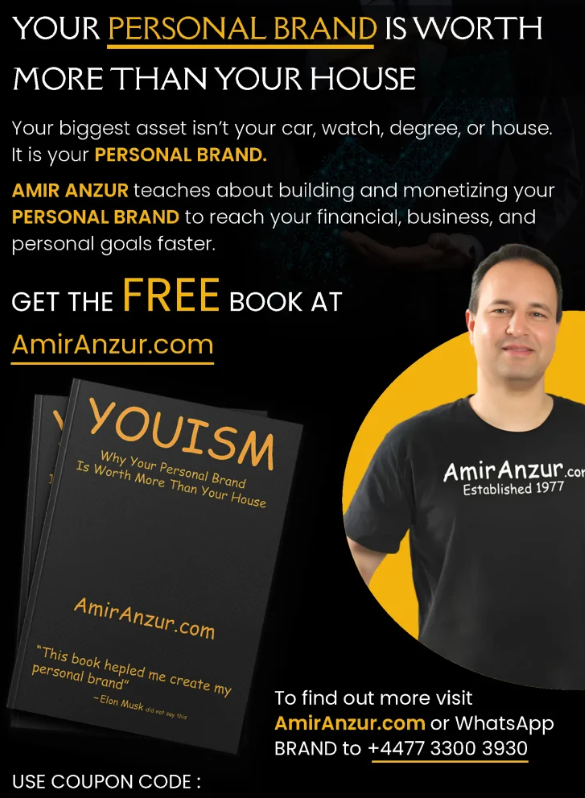 YOUR PERSONAL BRAND IS WORTH
MORE THAN YOUR HOUSE
Your biggest asset isn't your car, watch, degree, or house.
It is your PERSONAL BRAND.
AMIR ANZUR teaches about building and monetizing your
PERSONAL BRAND to reach your financial, business, and
personal goals faster.
GET THE FREE BOOK AT
AmirAnzur.com
YOUISM
Why Your Personal Brand
Is Worth More Than Your House
AmirAnzur.com
"This book hepled me create my
personal brand"
–Elon Musk did not say this
AmirAnzur.com
Established 1977
To find out more visit
AmirAnzur.com or WhatsApp
BRAND to +4477 3300 3930
USE COUPON CODE :